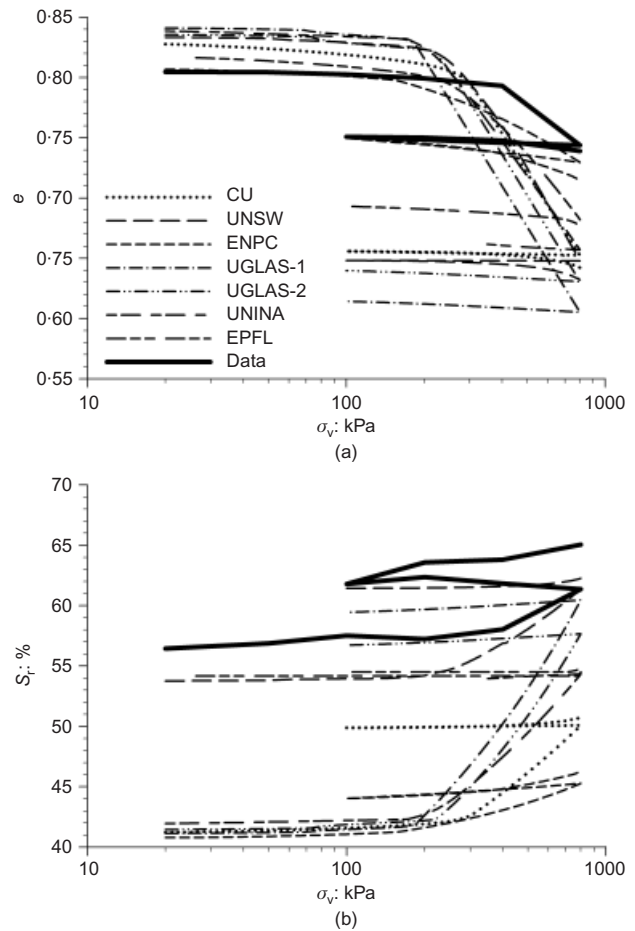 0·85
0·80
0·75
0·70
0·75
0·60
0·55
e
CU
UNSW
ENPC
UGLAS-1
UGLAS-2
UNINA
EPFL
Data
10 100 1000
σv: kPa
(a)
70
65
60
55
50
45
40
Sr: %
10 100 1000
σv: kPa
(b)